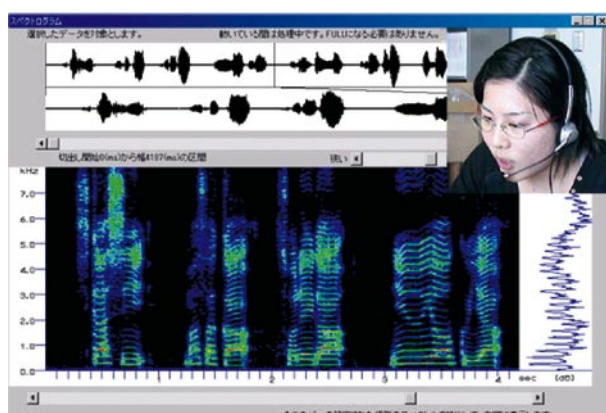 スペクトログラム
選択したデータを対象とします。 動いている間は処理中です。FULLになる必要はありません。
切出し開始0(ms)から幅4197(ms)の区間
kHz
7.0
6.0
5.0
4.0
3.0
2.0
1.0
0.0
1 2 3 4 sec (dB)